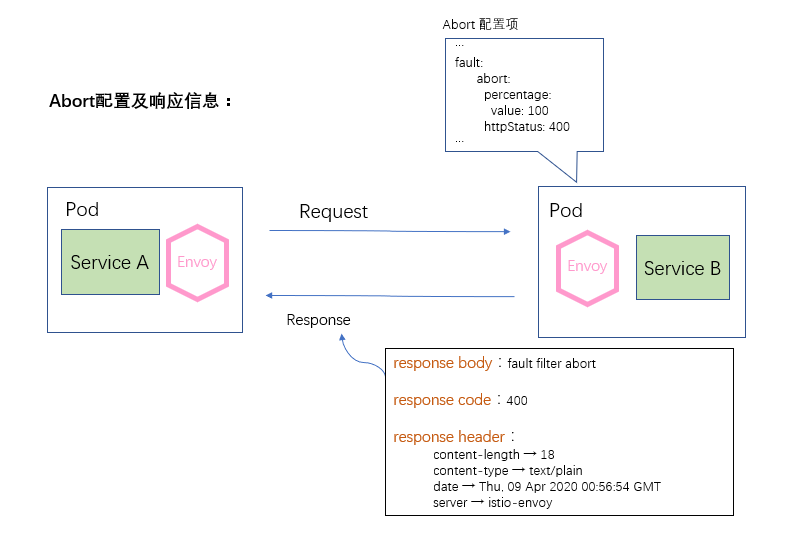 Abort 配置项
...
fault:
abort:
percentage:
value: 100
httpStatus: 400
...
Abort配置及响应信息：
Pod
Service A
Envoy
Request
Response
Pod
Envoy
Service B
response body：fault filter abort
response code：400
response header：
content-length → 18
content-type → text/plain
date → Thu, 09 Apr 2020 00:56:54 GMT
server → istio-envoy